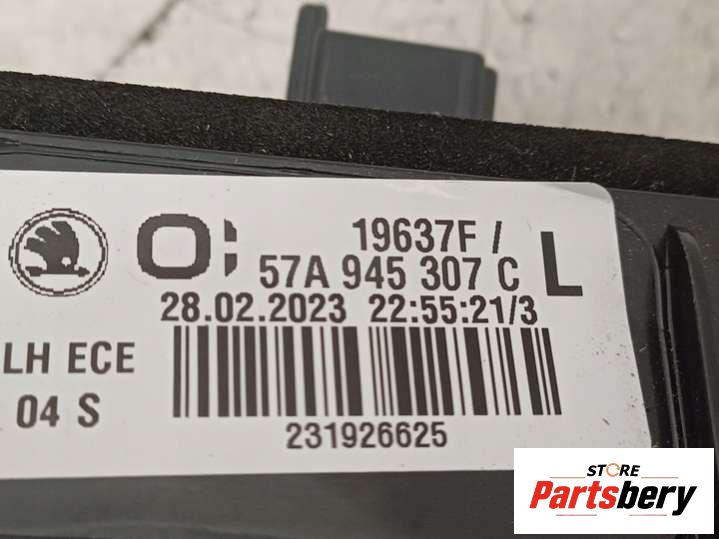 19637F /
57A 945 307 C L
28.02.2023 22:55:21/3
LH ECE
04 S
231926625
STORE
Partsbery